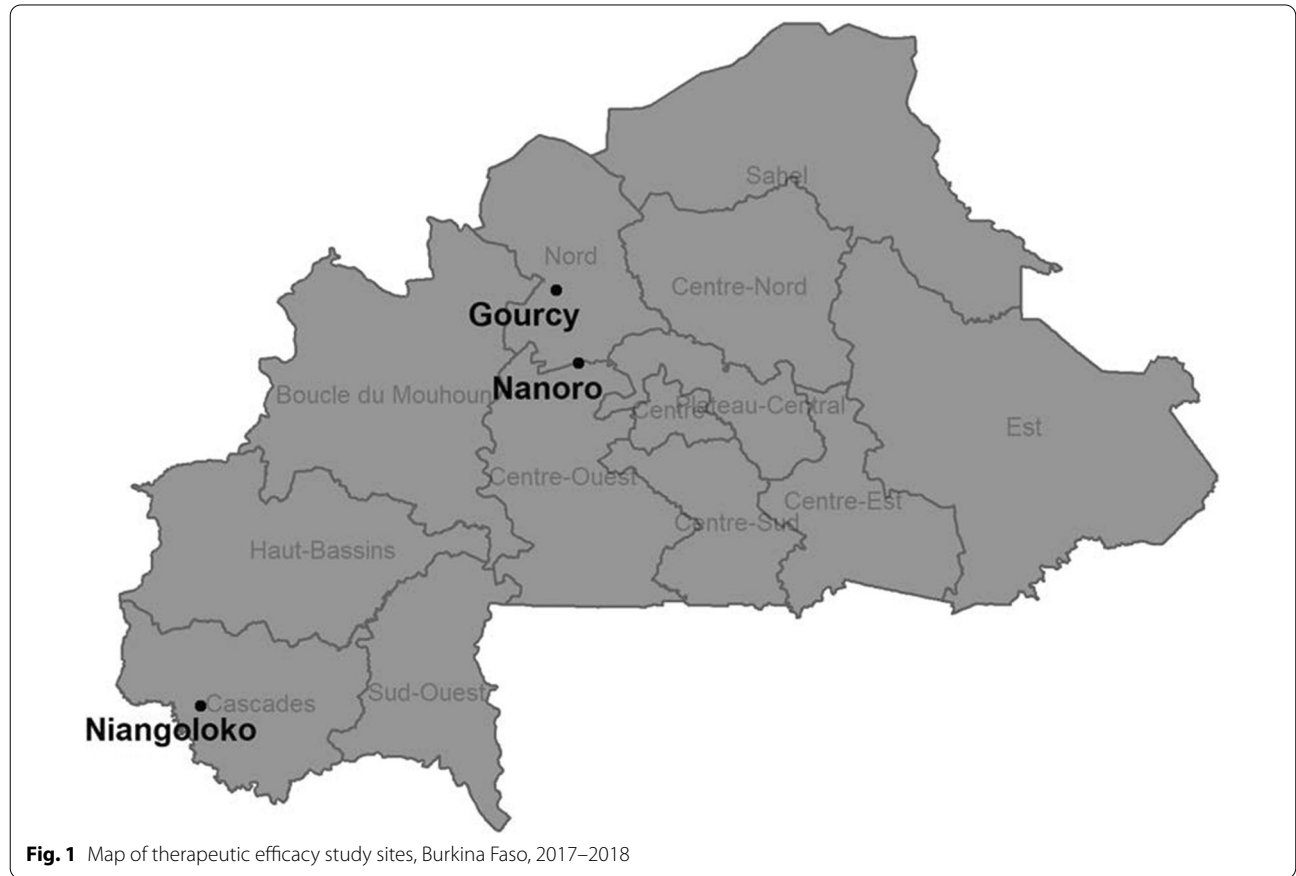 Sahel
Nord
Centre-Nord
Gourcy
Nanoro
Boucle du Mouhoun
Centre
Plateau-Central
Est
Centre-Ouest
Centre-Est
Centre-Sud
Haut-Bassins
Sud-Ouest
Cascades
Niangoloko
Fig. 1 Map of therapeutic efficacy study sites, Burkina Faso, 2017–2018